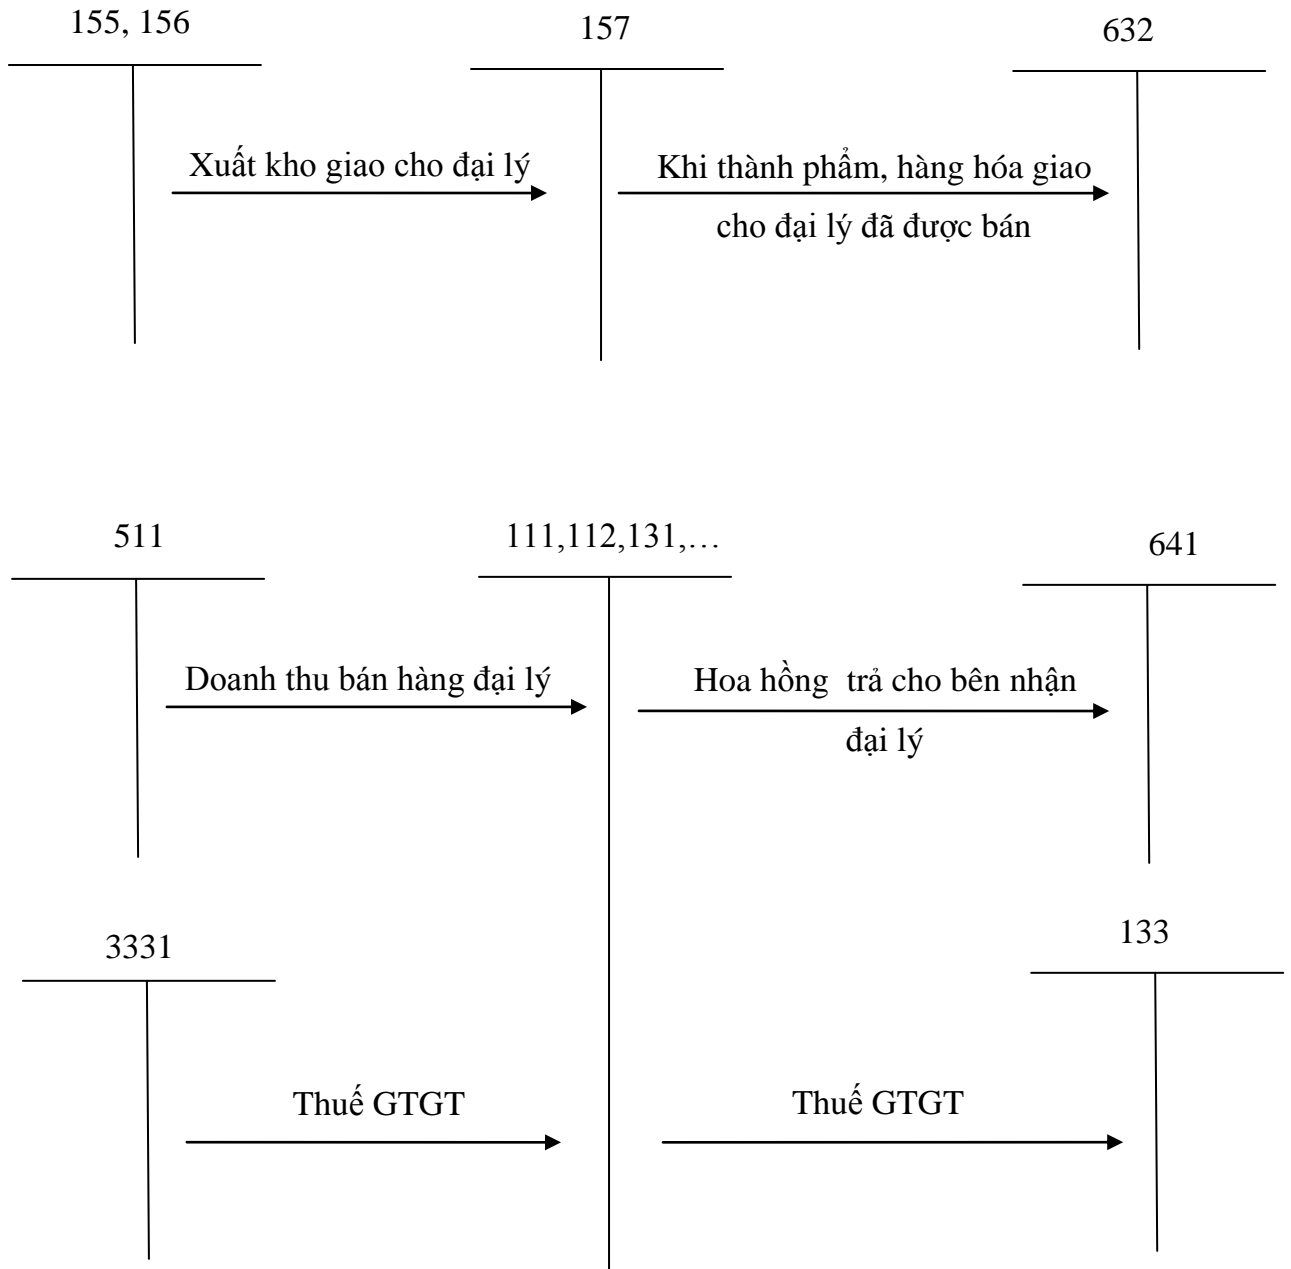 155, 156
157
632
Xuất kho giao cho đại lý
Khi thành phẩm, hàng hóa giao
cho đại lý đã được bán
511
111,112,131,…
641
Doanh thu bán hàng đại lý
Hoa hồng trả cho bên nhận
đại lý
3331
133
Thuế GTGT
Thuế GTGT